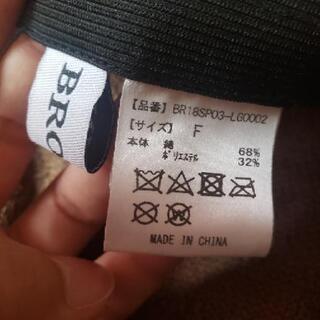 BRO
【品番】 BR18SP03-LG0002
【サイズ】 F
本体 綿 68%
ポリエステル 32%
MADE IN CHINA